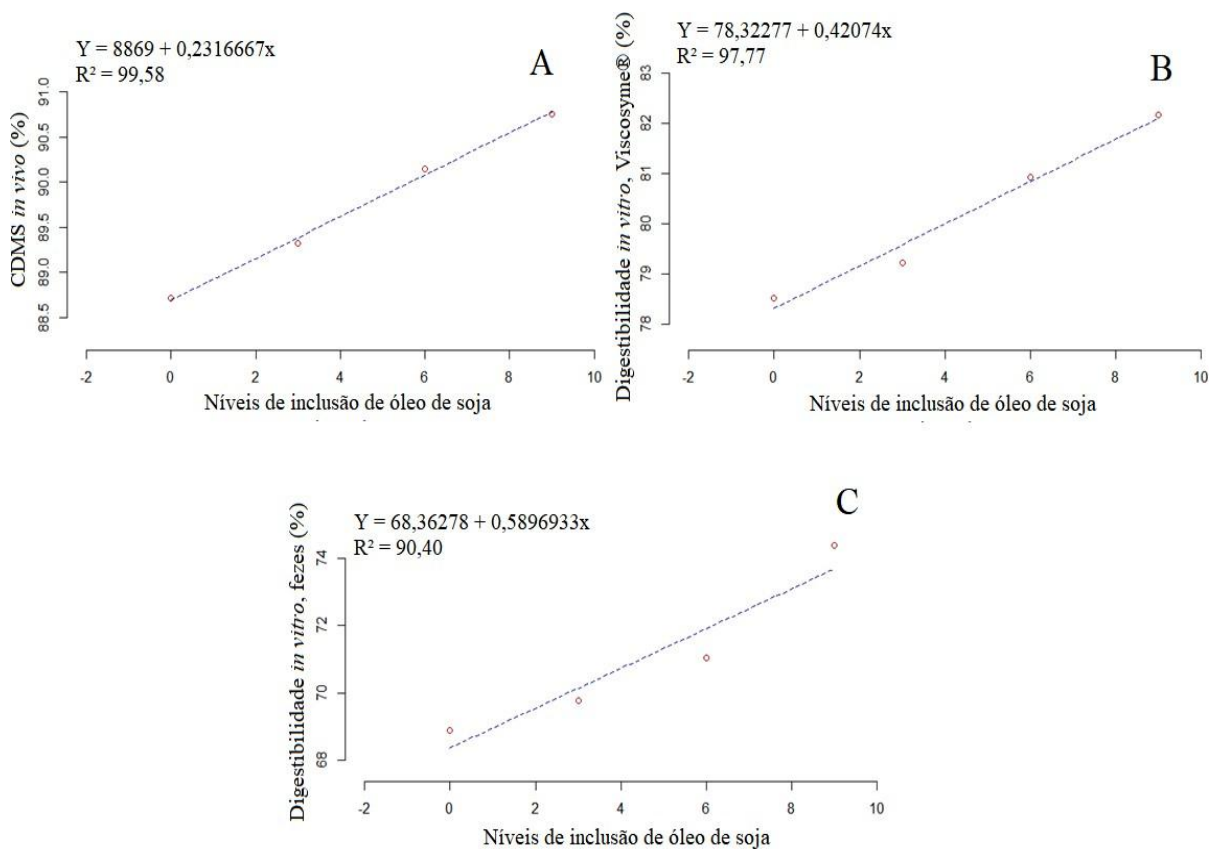 Y = 8869 + 0,2316667x
R² = 99,58
A
CDMS in vivo (%)
91.0
90.5
90.0
89.5
89.0
88.5
-2 0 2 4 6 8 10
Níveis de inclusão de óleo de soja
Y = 78,32277 + 0,42074x
R² = 97,77
B
Digestibilidade in vitro, Viscosyme® (%)
83
82
81
80
79
78
-2 0 2 4 6 8 10
Níveis de inclusão de óleo de soja
Y = 68,36278 + 0,5896933x
R² = 90,40
C
Digestibilidade in vitro, fezes (%)
74
72
70
68
-2 0 2 4 6 8 10
Níveis de inclusão de óleo de soja